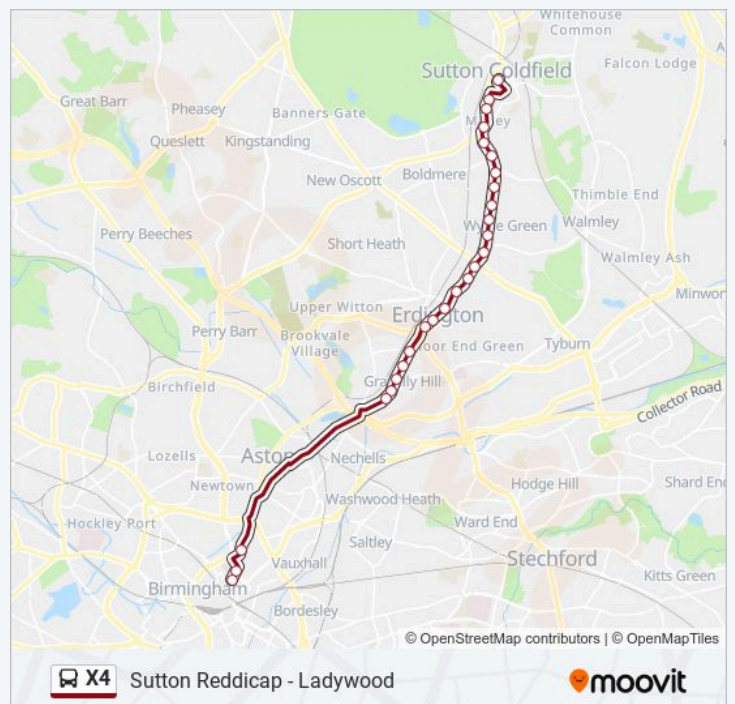 Whitehouse
Common
Sutton Coldfield
Falcon Lodge
Great Barr
Pheasey
Banners Gate
Queslett
Kingstanding
Boldmere
New Oscott
Thimble End
Walmley
Perry Beeches
Short Heath
Walmley Ash
Upper Witton
Erdington
Minwor
Perry Barr
Brookvale
Village
Tyburn
Birchfield
Collector Road
Lozells
Aston
Nechells
Newtown
Washwood Heath
Hodge Hill
Shard End
Hockley Port
Ward End
Saltley
Stechford
Vauxhall
Kitts Green
Birmingham
Bordesley
© OpenStreetMap contributors | © OpenMapTiles
X4 Sutton Reddicap - Ladywood
moovit